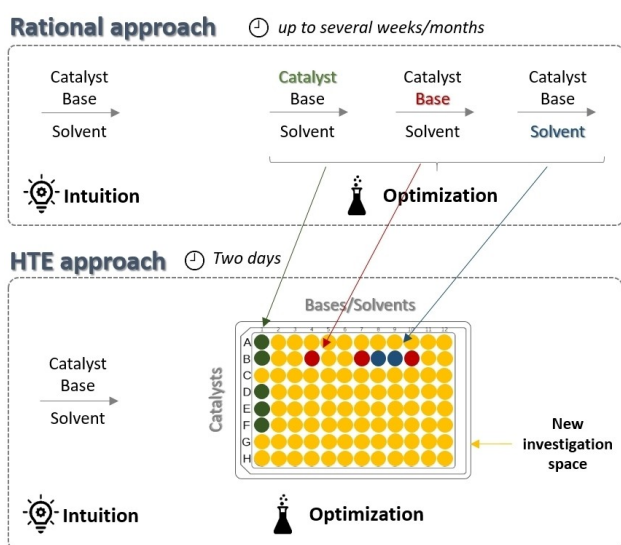 Rational approach
up to several weeks/months
Catalyst
Base
Solvent
Catalyst
Base
Solvent
Catalyst
Base
Solvent
Catalyst
Base
Solvent
Intuition
Optimization
HTE approach
Two days
Bases/Solvents
1 2 3 4 5 6 7 8 9 10 11 12
Catalysts
A
B
C
D
E
F
G
H
Catalyst
Base
Solvent
New
investigation
space
Intuition
Optimization